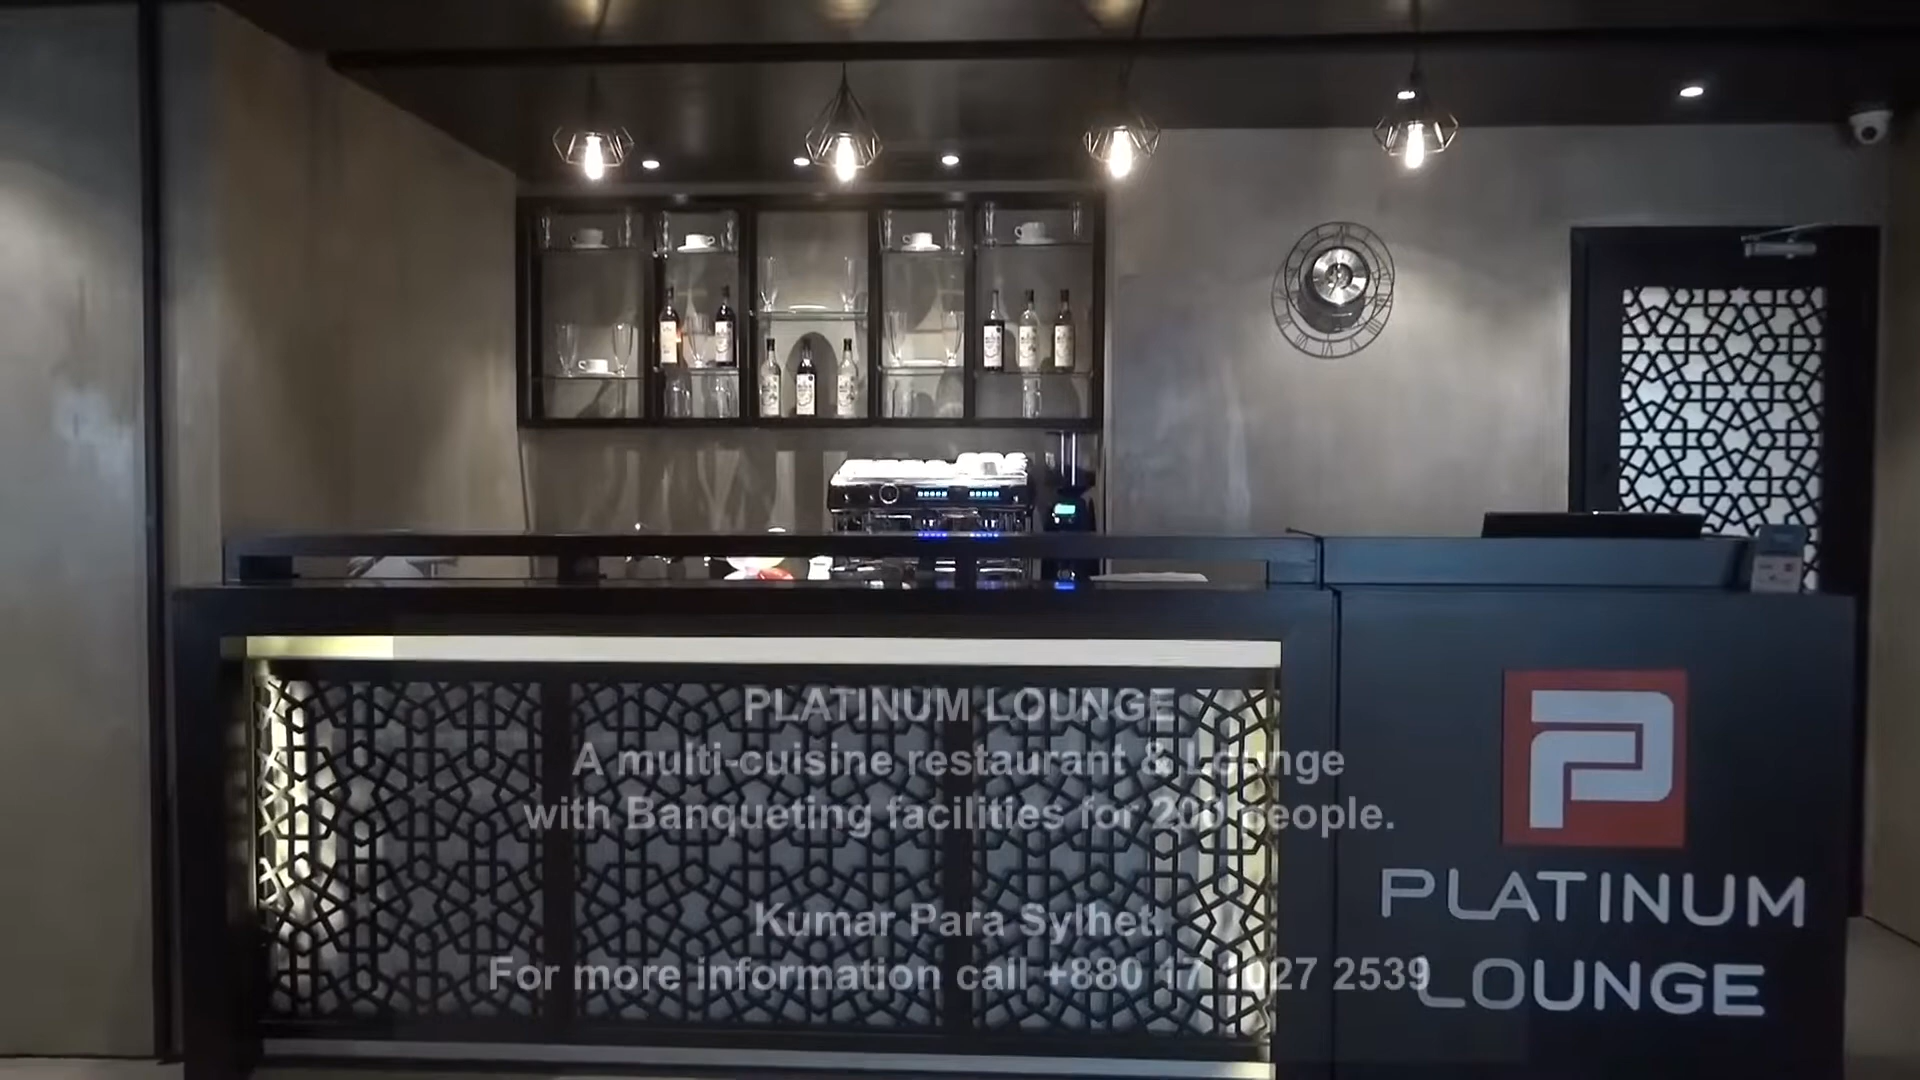 PLATINUM LOUNGE
A multi-cuisine restaurant & Lounge
with Banqueting facilities for 200 people.
Kumar Para Sylhet.
For more information call +880 17 1027 2539
PLATINUM
LOUNGE